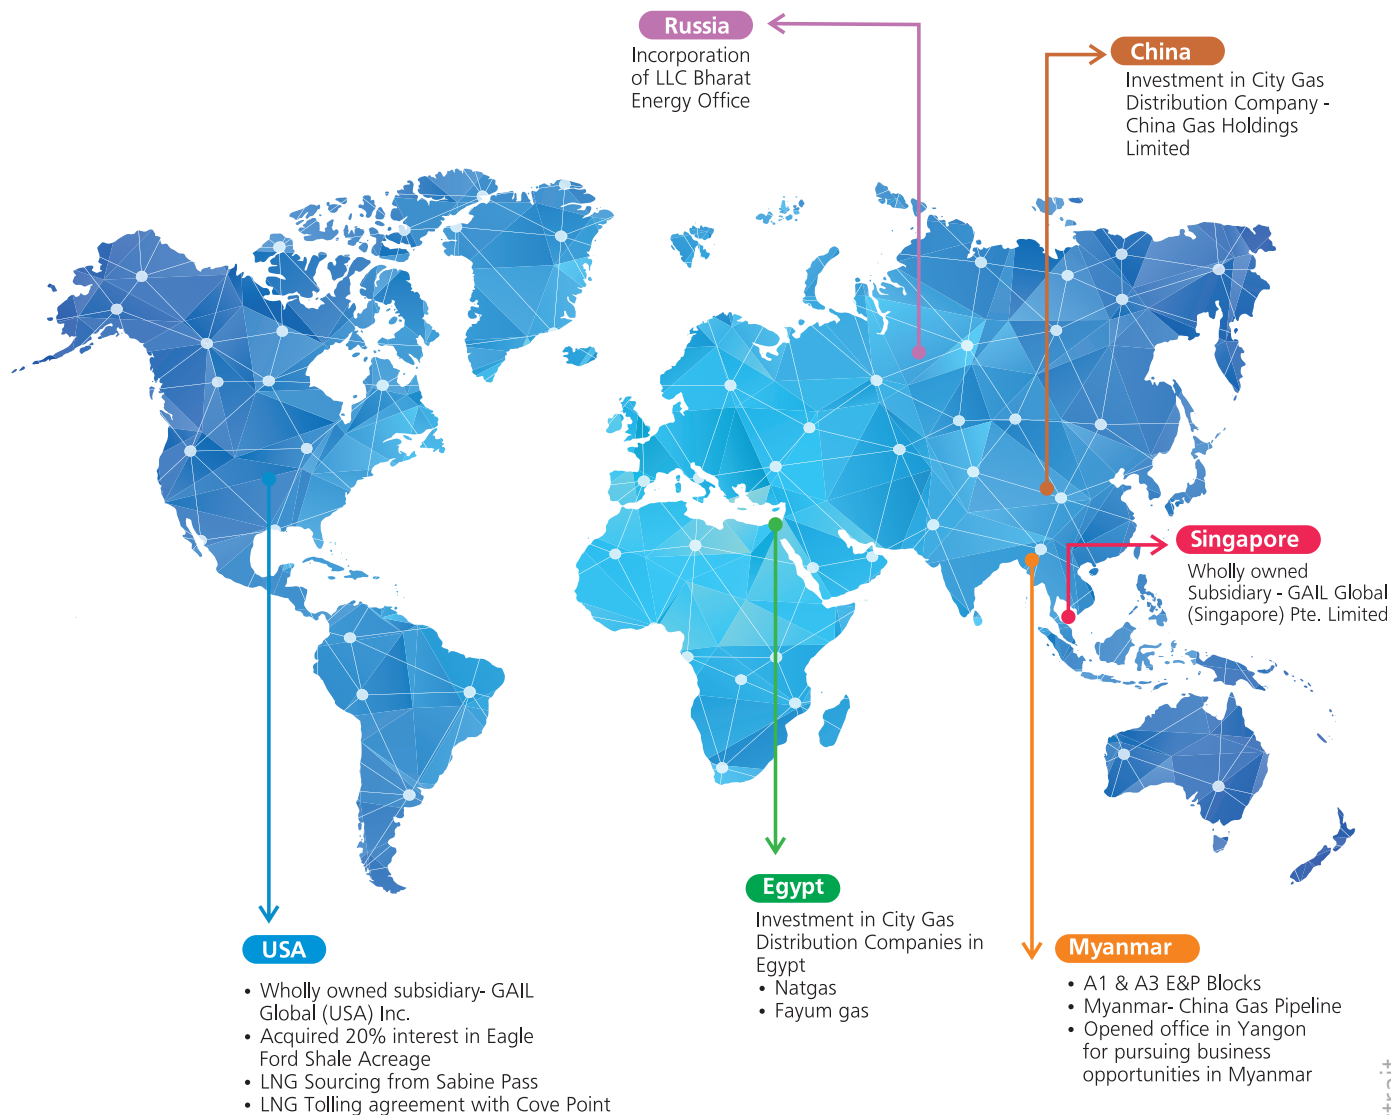 Russia
Incorporation
of LLC Bharat
Energy Office
China
Investment in City Gas
Distribution Company -
China Gas Holdings
Limited
Singapore
Wholly owned
Subsidiary - GAIL Global
(Singapore) Pte. Limited
Egypt
Investment in City Gas
Distribution Companies in
Egypt
• Natgas
• Fayum gas
USA
• Wholly owned subsidiary- GAIL
Global (USA) Inc.
• Acquired 20% interest in Eagle
Ford Shale Acreage
• LNG Sourcing from Sabine Pass
• LNG Tolling agreement with Cove Point
Myanmar
• A1 & A3 E&P Blocks
• Myanmar- China Gas Pipeline
• Opened office in Yangon
for pursuing business
opportunities in Myanmar